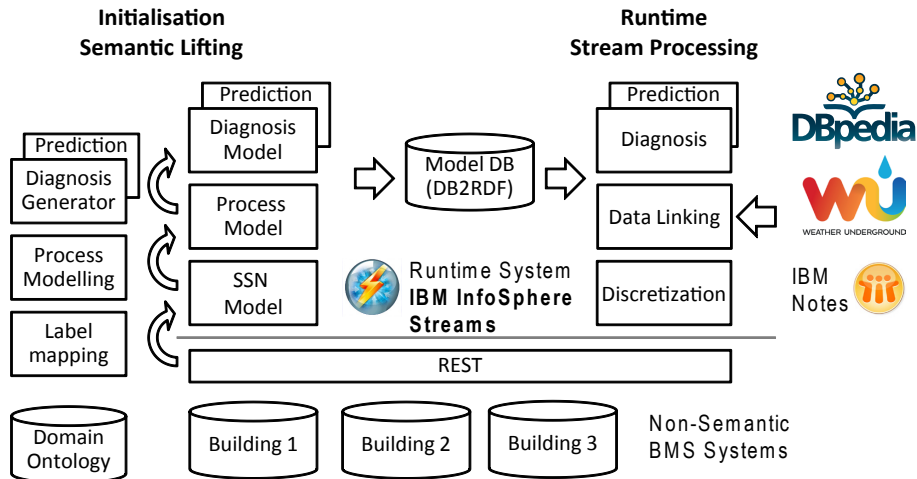 Initialisation
Semantic Lifting
Runtime
Stream Processing
Prediction
Diagnosis
Generator
Process
Modelling
Label
mapping
Domain
Ontology
Prediction
Diagnosis
Model
Process
Model
SSN
Model
Model DB
(DB2RDF)
Runtime System
IBM InfoSphere
Streams
Prediction
Diagnosis
Data Linking
Discretization
DBpedia
WU
WEATHER UNDERGROUND
IBM
Notes
REST
Building 1
Building 2
Building 3
Non-Semantic
BMS Systems